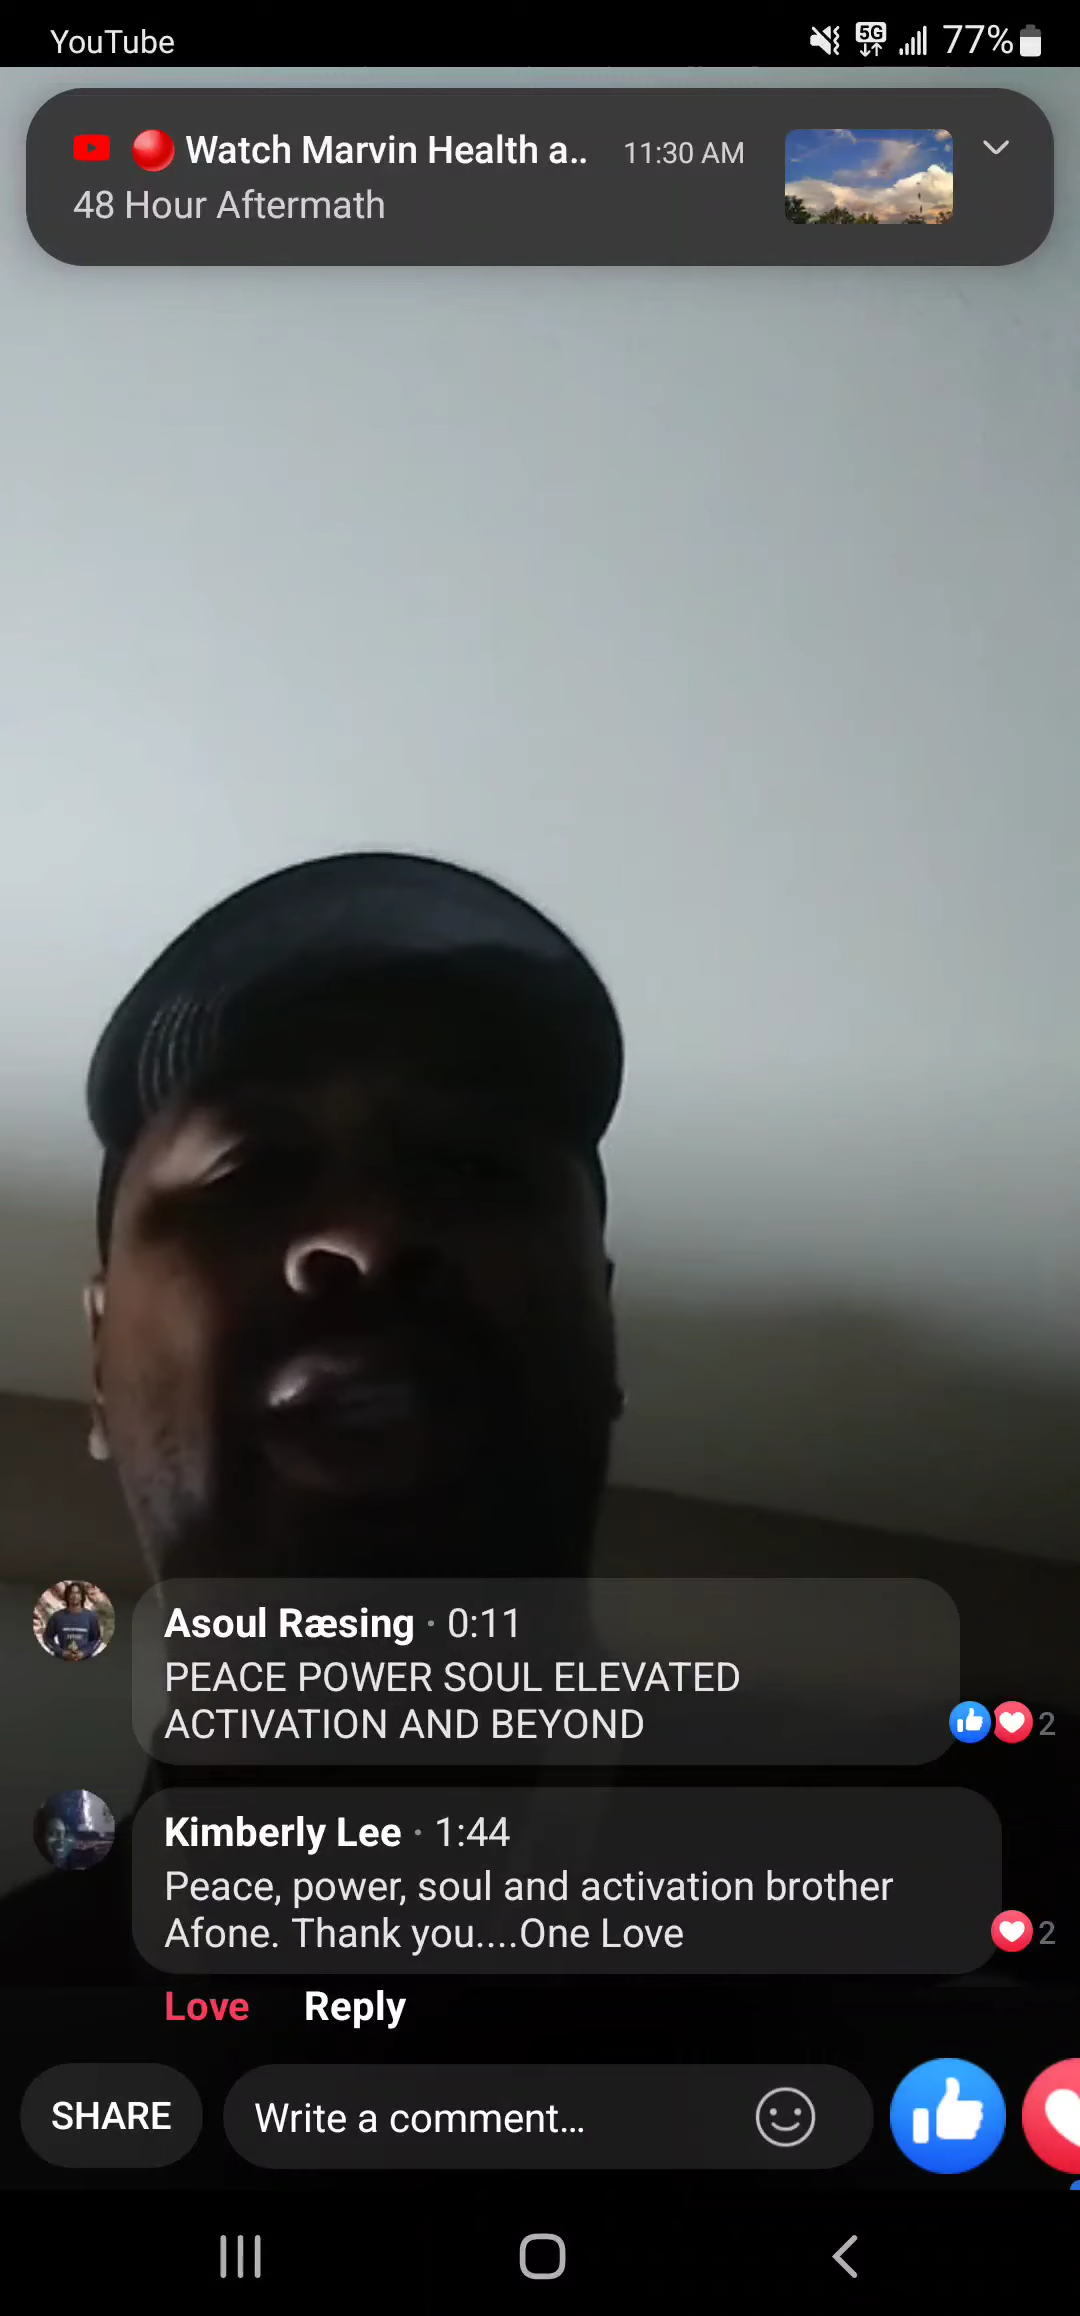 YouTube
5G 77%
Watch Marvin Health a.. 11:30 AM
48 Hour Aftermath
Asoul Ræsing · 0:11
PEACE POWER SOUL ELEVATED
ACTIVATION AND BEYOND
2
Kimberly Lee · 1:44
Peace, power, soul and activation brother
Afone. Thank you....One Love
2
Love Reply
SHARE Write a comment...